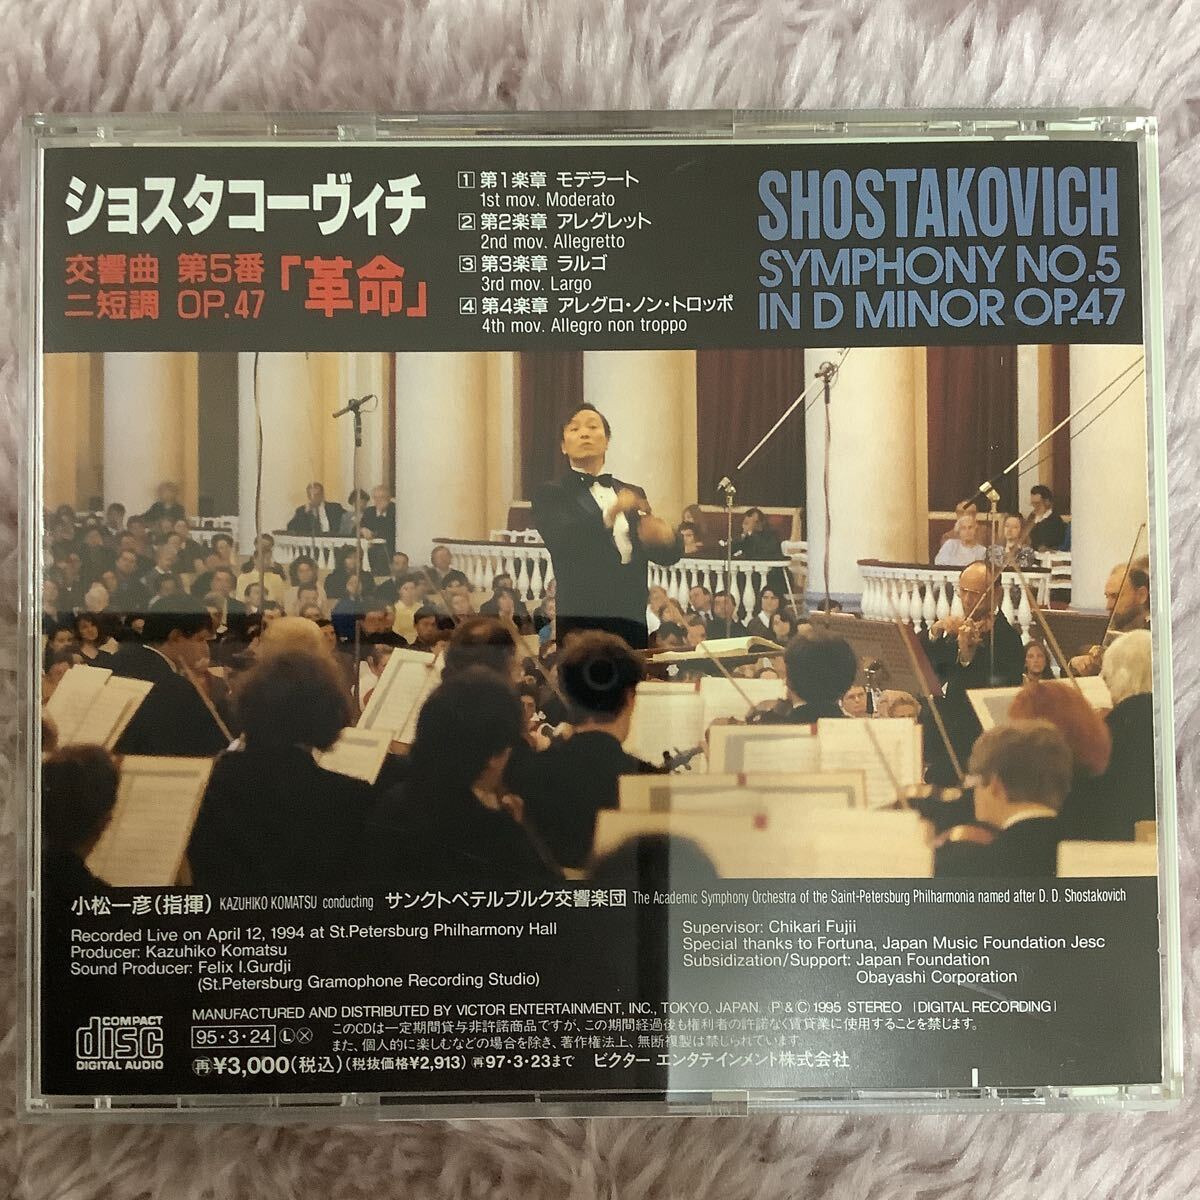 ショスタコーヴィチ
交響曲 第5番
ニ短調 OP.47
「革命」
1 第1楽章 モデラート
1st mov. Moderato
2 第2楽章 アレグレット
2nd mov. Allegretto
3 第3楽章 ラルゴ
3rd mov. Largo
4 第4楽章 アレグロ・ノン・トロッポ
4th mov. Allegro non troppo
SHOSTAKOVICH
SYMPHONY NO.5
IN D MINOR OP.47
小松一彦(指揮) KAZUHIKO KOMATSU conducting サンクトペテルブルク交響楽団 The Academic Symphony Orchestra of the Saint-Petersburg Philharmonia named after D. D. Shostakovich
Recorded Live on April 12, 1994 at St.Petersburg Philharmony Hall
Producer: Kazuhiko Komatsu
Sound Producer: Felix I.Gurdji
(St.Petersburg Gramophone Recording Studio)
Supervisor: Chikari Fujii
Special thanks to Fortuna, Japan Music Foundation Jesc
Subsidization/Support: Japan Foundation
Obayashi Corporation
COMPACT
disc
DIGITAL AUDIO
MANUFACTURED AND DISTRIBUTED BY VICTOR ENTERTAINMENT, INC., TOKYO, JAPAN. Ⓟ&Ⓒ 1995 STEREO |DIGITAL RECORDING|
95・3・24 Ⓛ Ⓧ このCDは一定期間貸与非許諾商品ですが、この期間経過後も権利者の許諾なく賃貸業に使用することを禁じます。
また、個人的に楽しむなどの場合を除き、著作権法上、無断複製は禁じられています。
㊢¥3,000(税込)(税抜価格¥2,913) 再97・3・23まで ビクター エンタテインメント株式会社